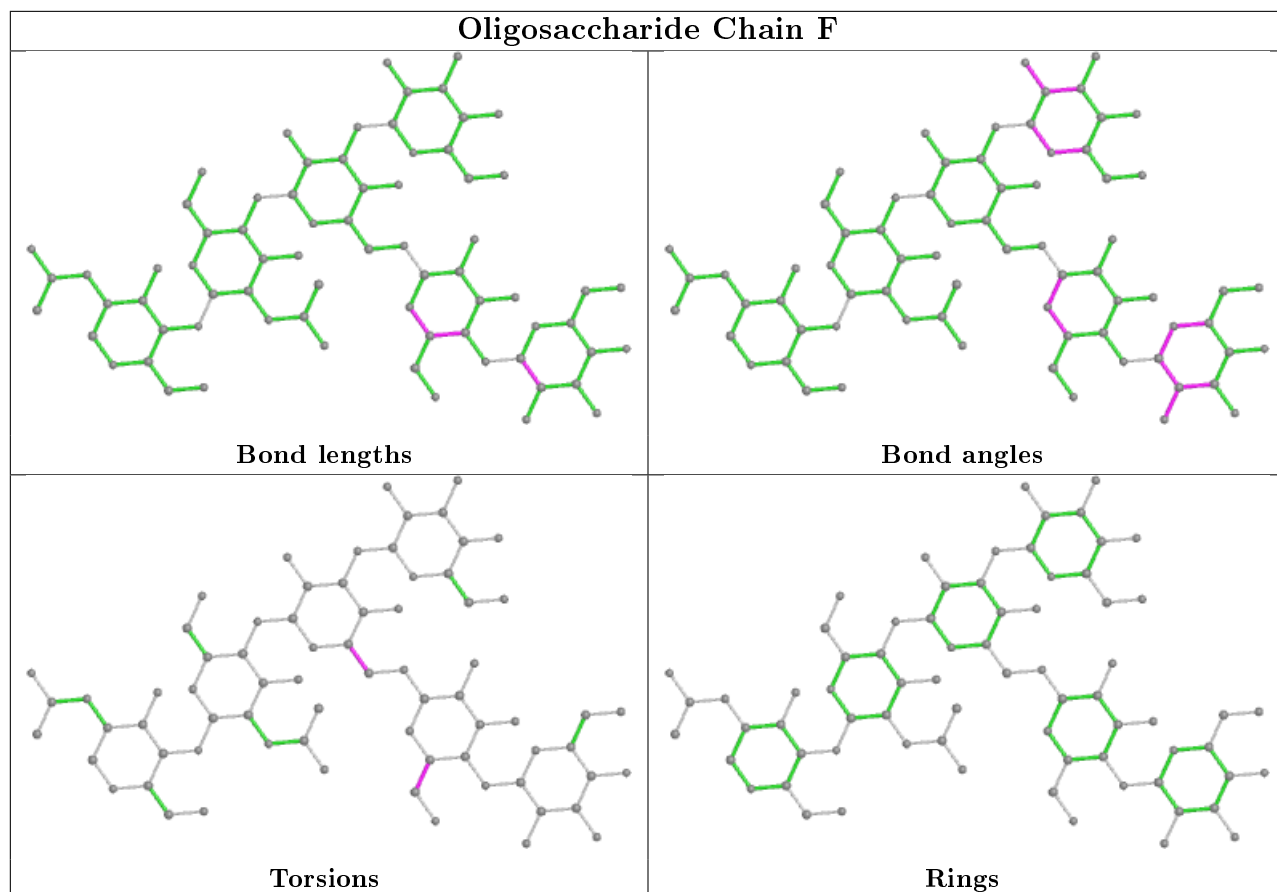 Oligosaccharide Chain F
Bond lengths
Bond angles
Torsions
Rings